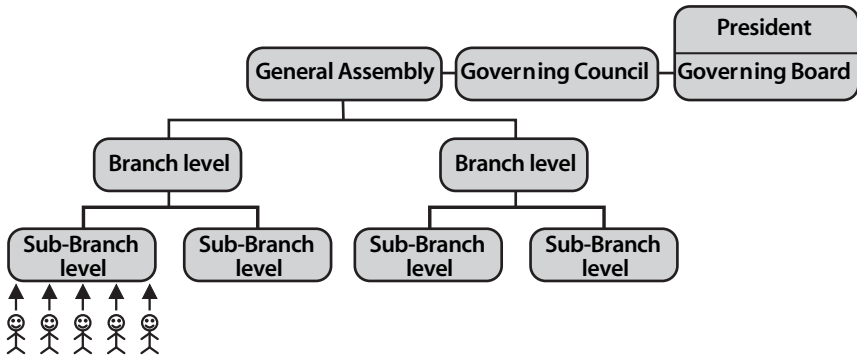 President
General Assembly
Governing Council
Governing Board
Branch level
Branch level
Sub-Branch
level
Sub-Branch
level
Sub-Branch
level
Sub-Branch
level